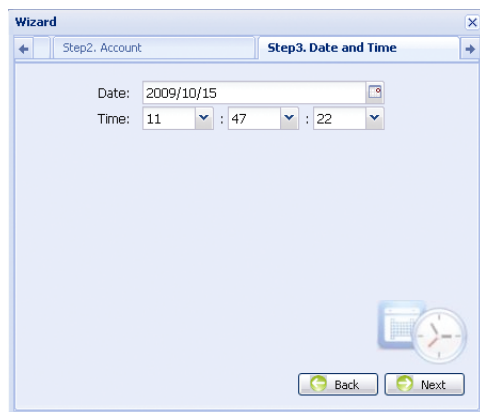 Wizard
Step2. Account Step3. Date and Time
Date: 2009/10/15
Time: 11 : 47 : 22
Back Next